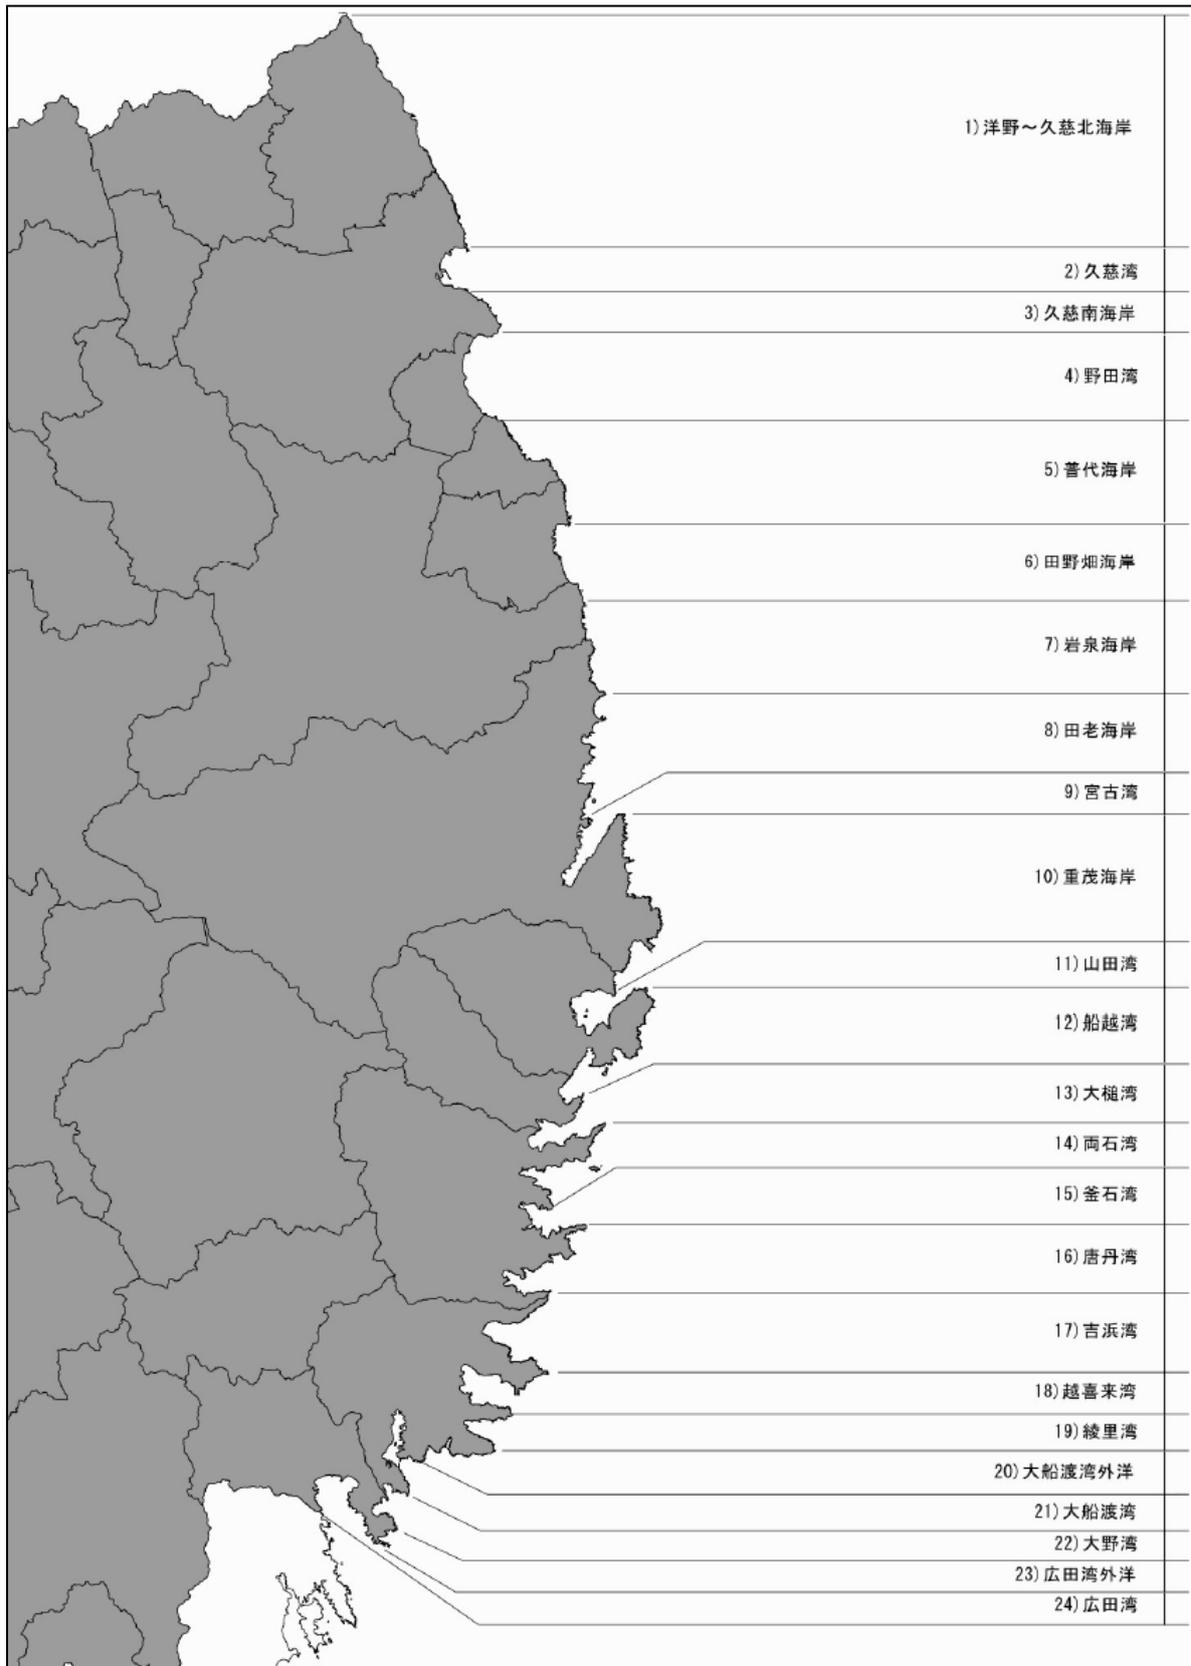 1)洋野～久慈北海岸
2)久慈湾
3)久慈南海岸
4)野田湾
5)普代海岸
6)田野畑海岸
7)岩泉海岸
8)田老海岸
9)宮古湾
10)重茂海岸
11)山田湾
12)船越湾
13)大槌湾
14)両石湾
15)釜石湾
16)唐丹湾
17)吉浜湾
18)越喜来湾
19)綾里湾
20)大船渡湾外洋
21)大船渡湾
22)大野湾
23)広田湾外洋
24)広田湾